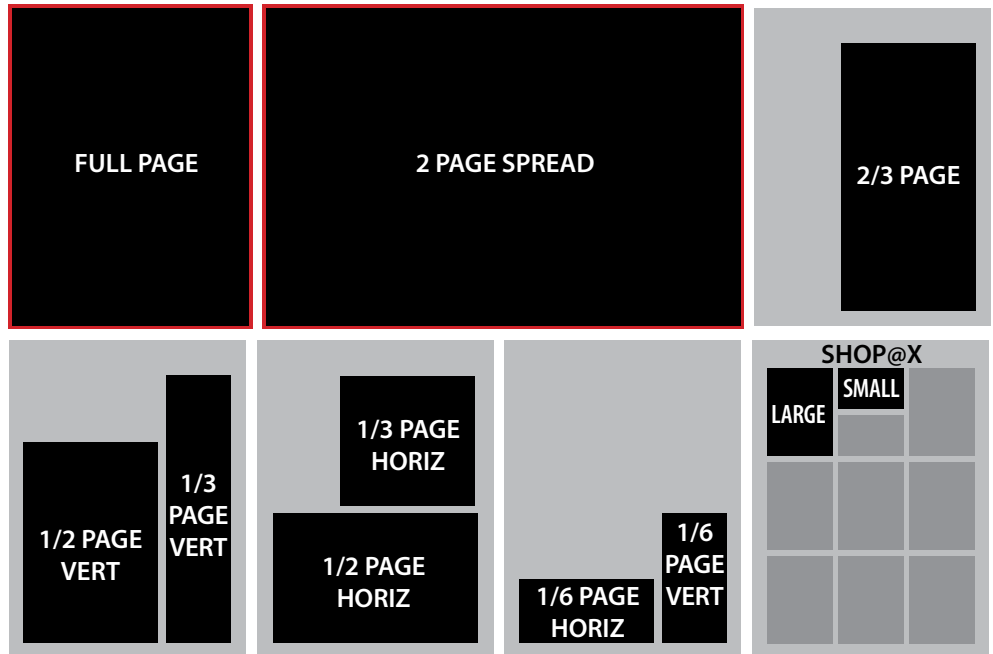 FULL PAGE
2 PAGE SPREAD
2/3 PAGE
1/2 PAGE
VERT
1/3
PAGE
VERT
1/3 PAGE
HORIZ
1/2 PAGE
HORIZ
1/6 PAGE
HORIZ
1/6
PAGE
VERT
SHOP@X
LARGE
SMALL